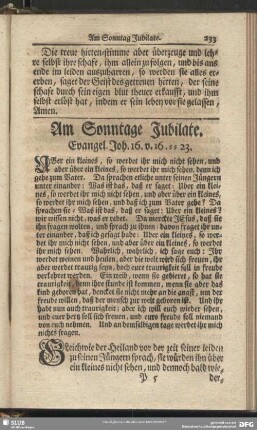 Am Sonntag Jubilate. 233
Die treue hirten-stimme aber überzeuge und leh-
re selbst ihre schafe, ihm allein zu folgen, und bis ans
ende im leiden auszuharren, so werden sie alles er-
erben, saget der Geist des getreuen hirten, der seine
schafe durch sein eigen blut theuer erkaufft, und ihm
selbst erlöst hat, indem er sein leben vor sie gelassen,
Amen.
Am Sonntage Jubilate.
Evangel. Joh. 16. v. 16. 23.
UBer ein kleines, so werdet ihr mich nicht sehen, und
aber über ein kleines, so werdet ihr mich sehen, dann ich
gehe zum Vater. Da sprachen etliche unter seinen Jüngern
unter einander: Was ist das, daß er saget: Uber ein klei-
nes, so werdet ihr mich nicht sehen, und aber über ein kleines,
so werdet ihr mich sehen, und daß ich zum Vater gehe? Da
sprachen sie: Was ist das, daß er saget: Uber ein kleines?
wir wissen nicht, was er redet. Da merckte JEsus, daß sie
ihn fragen wolten, und sprach zu ihnen: davon fraget ihr un-
ter einander, daß ich gesagt habe: Uber ein kleines, so wer-
det ihr mich nicht sehen, und aber über ein kleines, so werdet
ihr mich sehen. Warlich, warlich, ich sage euch: Ihr
werdet weinen und heulen, aber die welt wird sich freuen, ihr
aber werdet traurig seyn, doch eure traurigkeit soll in freude
verkehret werden. Ein weib, wenn sie gebieret, so hat sie
traurigkeit, denn ihre stunde ist kommen, wenn sie aber das
kind geboren hat, dencket sie nicht mehr an die angst, um der
freude willen, daß der mensch zur welt geboren ist. Und ihr
habt nun auch traurigkeit; aber ich will euch wieder sehen,
und euer hertz soll sich freuen, und eure freude soll niemand
von euch nehmen. Und an demselbigen tage werdet ihr mich
nichts fragen.
GLeichwie der Heiland vor der zeit seiner leiden
zu seinen Jüngern sprach, sie würden ihn über
ein kleines nicht sehen, und dennoch bald wie-
P 5 der,
SLUB